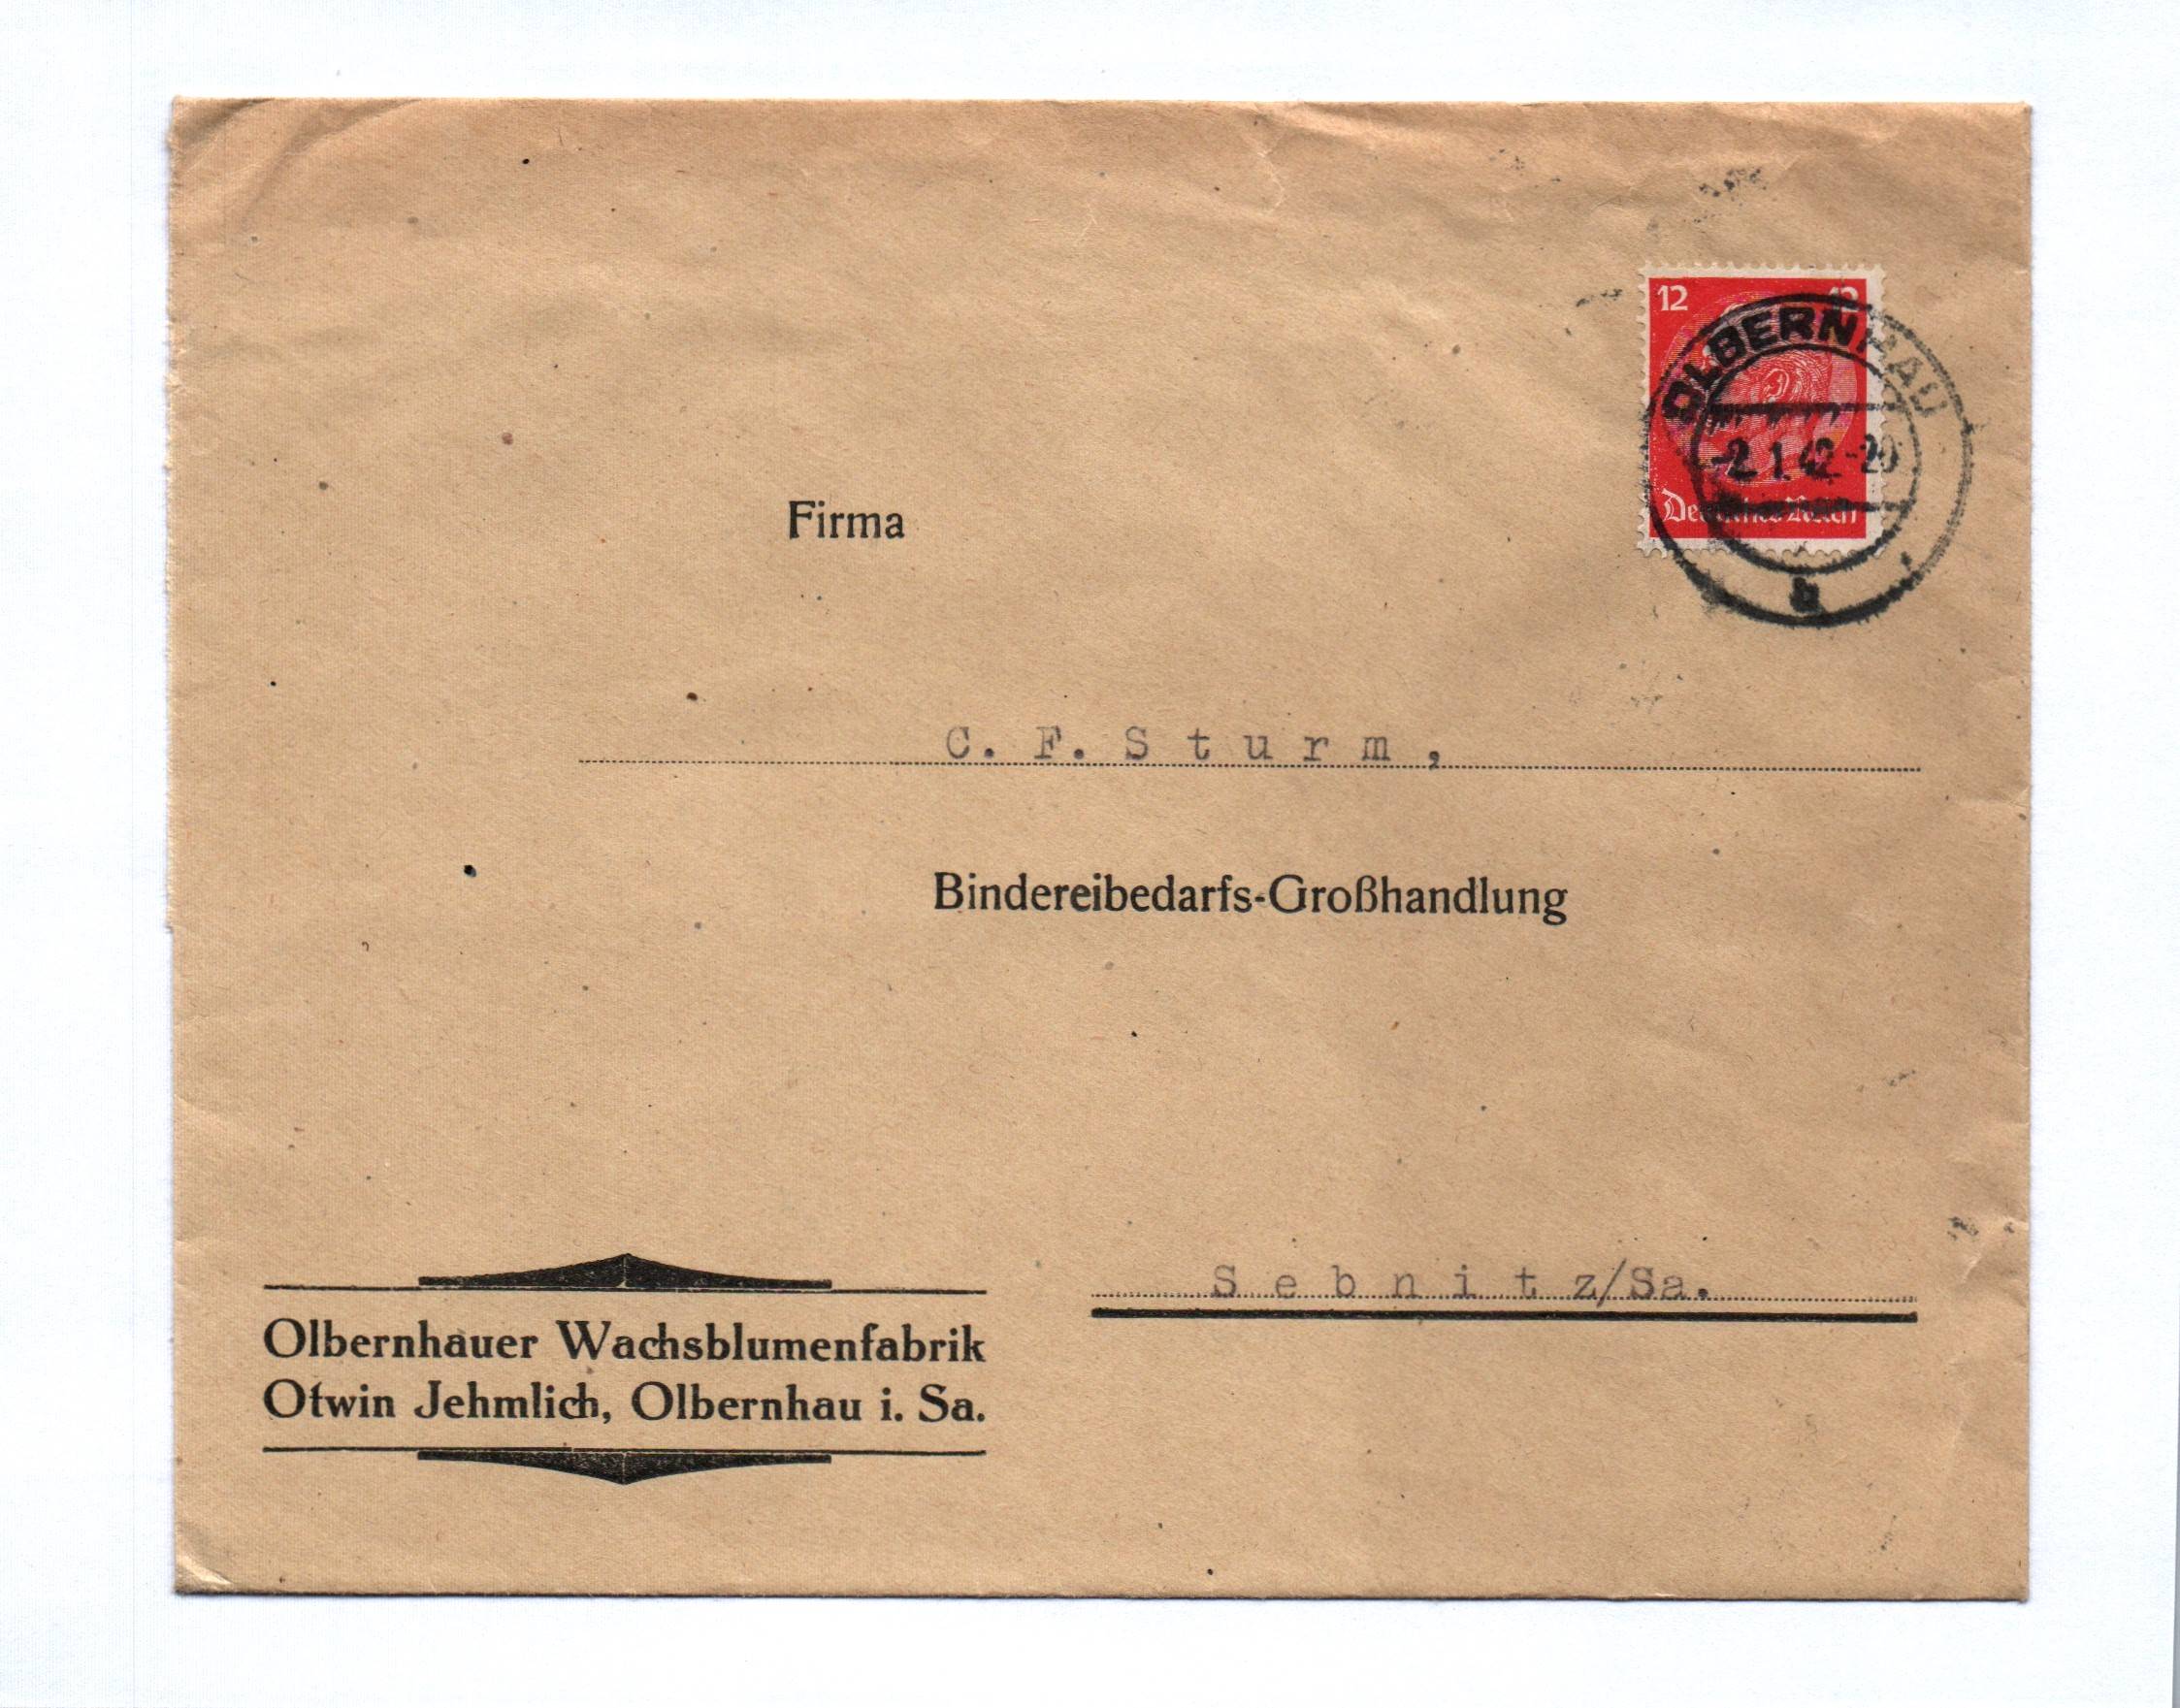 12 12
OLBERNHAU
-2.1.42.-20
Deutsches Reich
b
Firma
C. F. Sturm,
Bindereibedarfs-Großhandlung
Sebnitz/Sa.
Olbernhauer Wachsblumenfabrik
Otwin Jehmlich, Olbernhau i. Sa.